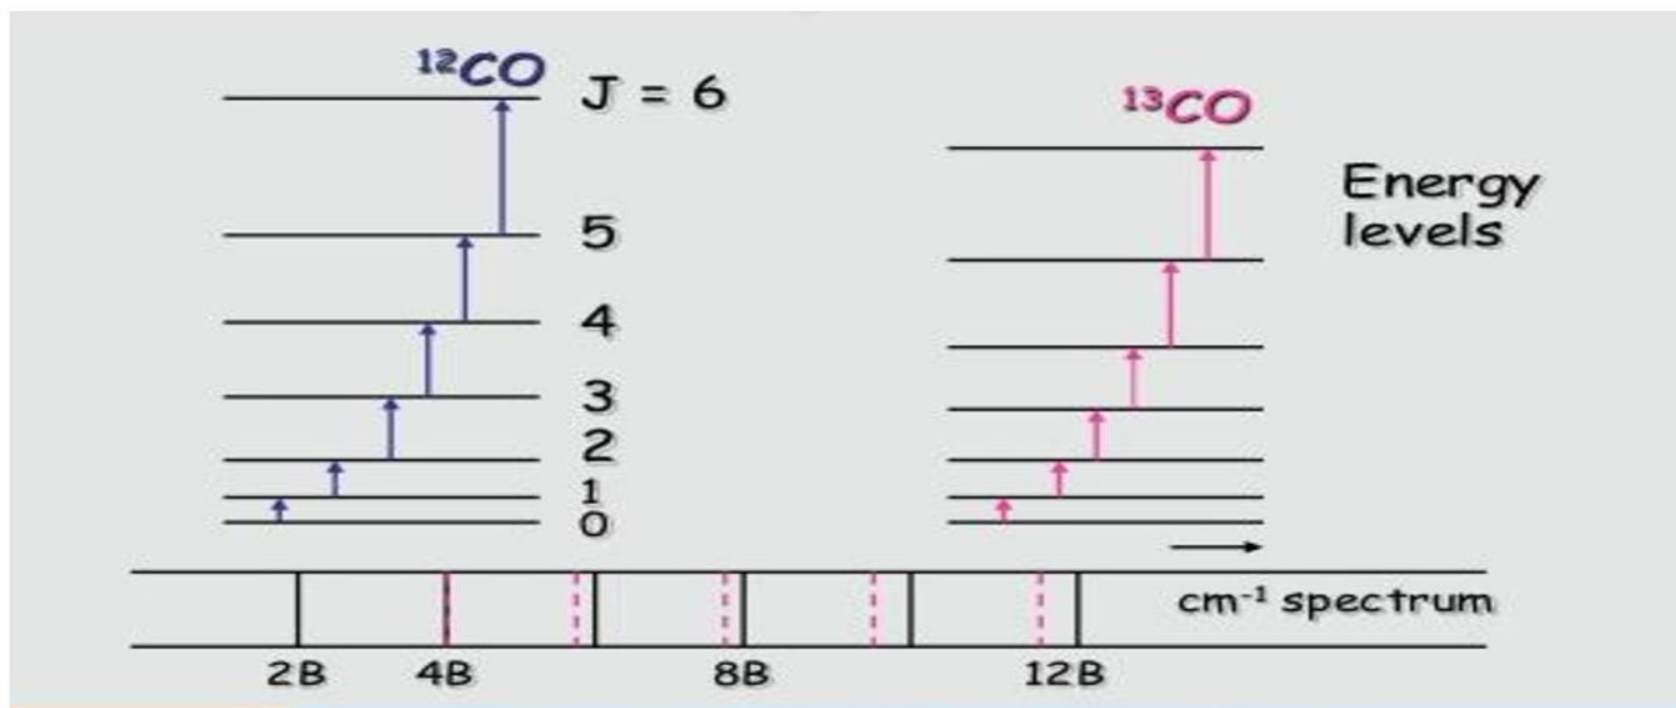 ¹²CO
J = 6
5
4
3
2
1
0
¹³CO
Energy
levels
cm⁻¹ spectrum
2B 4B 8B 12B